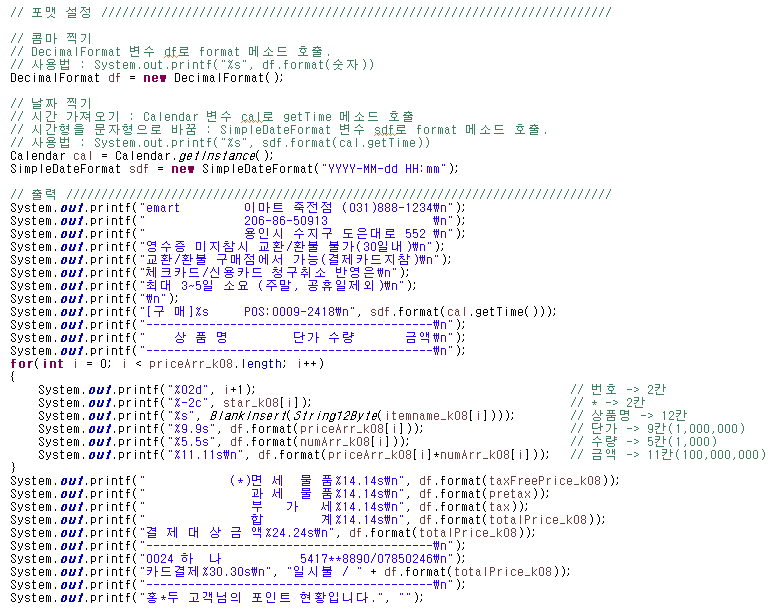 // 포맷 설정 /////////////////////////////////////////////////////////////////////////
// 콤마 찍기
// DecimalFormat 변수 df로 format 메소드 호출.
// 사용법 : System.out.printf("%s", df.format(숫자))
DecimalFormat df = new DecimalFormat();
// 날짜 찍기
// 시간 가져오기 : Calendar 변수 cal로 getTime 메소드 호출
// 시간형을 문자형으로 바꿈 : SimpleDateFormat 변수 sdf로 format 메소드 호출.
// 사용법 : System.out.printf("%s", sdf.format(cal.getTime))
Calendar cal = Calendar.getInstance();
SimpleDateFormat sdf = new SimpleDateFormat("YYYY-MM-dd HH:mm");
// 출력 //////////////////////////////////////////////////////////////////////////////
System.out.printf("emart         이마트 죽전점 (031)888-1234₩n");
System.out.printf("              206-86-50913               ₩n");
System.out.printf("              용인시 수지구 도은대로 552 ₩n");
System.out.printf("영수증 미지참시 교환/환불 불가(30일내)₩n");
System.out.printf("교환/환불 구매점에서 가능(결제카드지참)₩n");
System.out.printf("체크카드/신용카드 청구취소 반영은₩n");
System.out.printf("최대 3~5일 소요 (주말, 공휴일제외)₩n");
System.out.printf("₩n");
System.out.printf("[구 매]%s     POS:0009-2418₩n", sdf.format(cal.getTime()));
System.out.printf("-----------------------------------------₩n");
System.out.printf("    상 품 명         단가 수량       금액₩n");
System.out.printf("-----------------------------------------₩n");
for(int i = 0; i < priceArr_k08.length; i++)
{
System.out.printf("%02d", i+1); // 번호 -> 2칸
System.out.printf("%-2c", star_k08[i]); // * -> 2칸
System.out.printf("%s", BlankInsert(String12Byte(itemname_k08[i]))); // 상품명 -> 12칸
System.out.printf("%9.9s", df.format(priceArr_k08[i])); // 단가 -> 9칸(1,000,000)
System.out.printf("%5.5s", df.format(numArr_k08[i])); // 수량 -> 5칸(1,000)
System.out.printf("%11.11s₩n", df.format(priceArr_k08[i]*numArr_k08[i])); // 금액 -> 11칸(100,000,000)
}
System.out.printf("            (*)면 세  물 품%14.14s₩n", df.format(taxFreePrice_k08));
System.out.printf("               과 세  물 품%14.14s₩n", df.format(pretax));
System.out.printf("               부   가   세%14.14s₩n", df.format(tax));
System.out.printf("               합        계%14.14s₩n", df.format(totalPrice_k08));
System.out.printf("결 제 대 상 금 액%24.24s₩n", df.format(totalPrice_k08));
System.out.printf("-----------------------------------------₩n");
System.out.printf("0024 하  나           5417**8890/07850246₩n");
System.out.printf("카드결제%30.30s₩n", "일시불 / " + df.format(totalPrice_k08));
System.out.printf("-----------------------------------------₩n");
System.out.printf("홍*두 고객님의 포인트 현황입니다.", "");